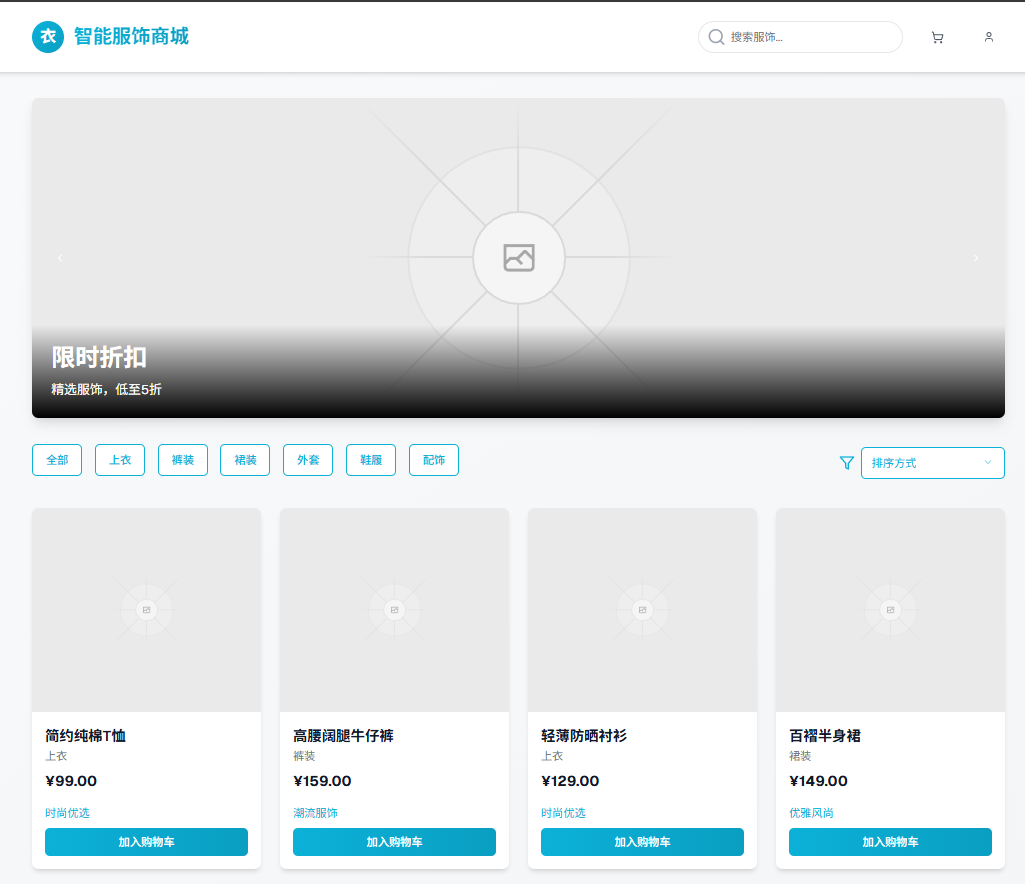 衣 智能服饰商城
搜索服饰...
限时折扣
精选服饰，低至5折
全部 上衣 裤装 裙装 外套 鞋履 配饰
排序方式
简约纯棉T恤
上衣
¥99.00
时尚优选
加入购物车
高腰阔腿牛仔裤
裤装
¥159.00
潮流服饰
加入购物车
轻薄防晒衬衫
上衣
¥129.00
时尚优选
加入购物车
百褶半身裙
裙装
¥149.00
优雅风尚
加入购物车